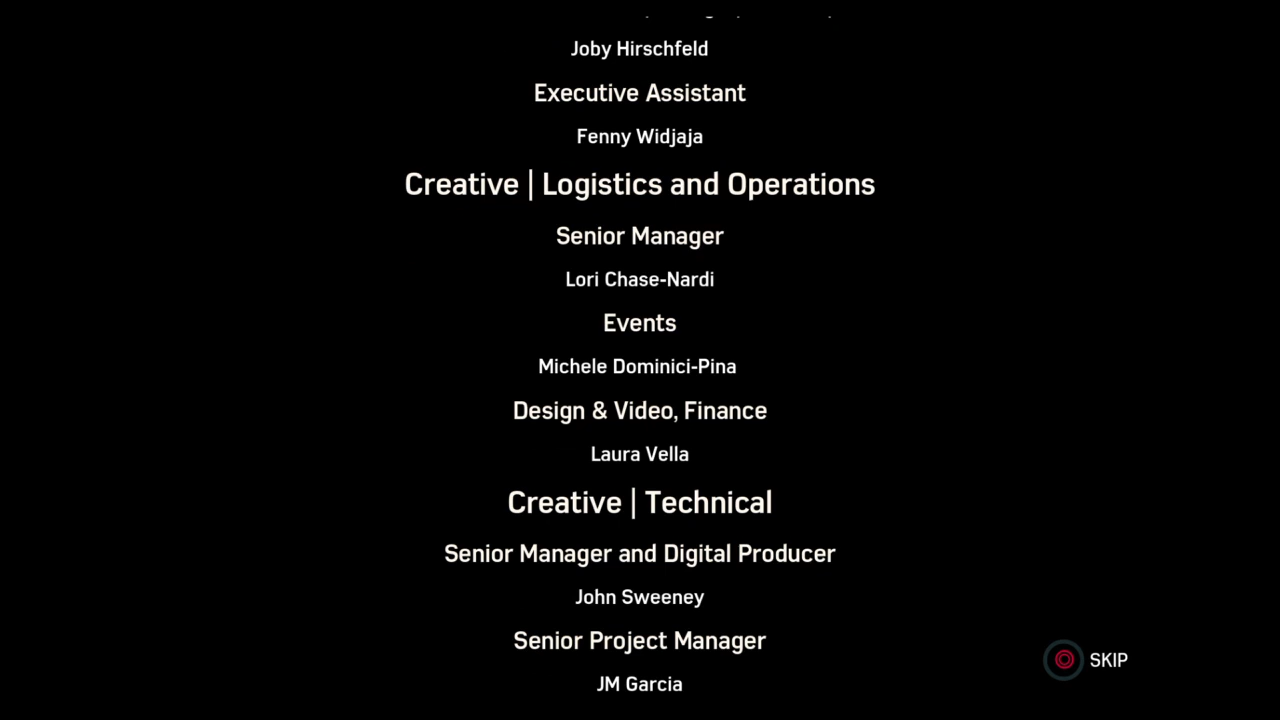 Joby Hirschfeld
Executive Assistant
Fenny Widjaja
Creative | Logistics and Operations
Senior Manager
Lori Chase-Nardi
Events
Michele Dominici-Pina
Design & Video, Finance
Laura Vella
Creative | Technical
Senior Manager and Digital Producer
John Sweeney
Senior Project Manager
JM Garcia
SKIP